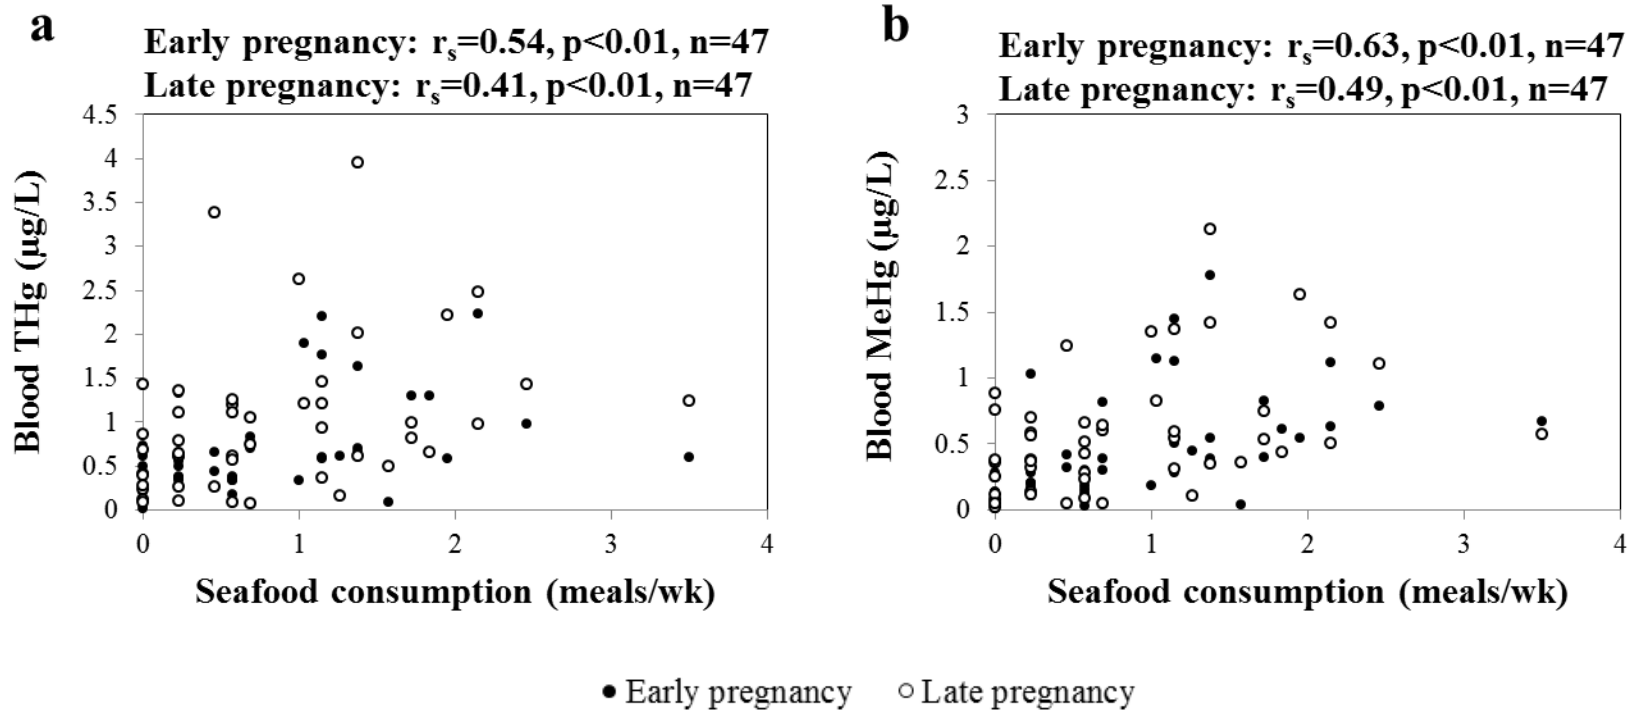 a
Early pregnancy: rs=0.54, p<0.01, n=47
Late pregnancy: rs=0.41, p<0.01, n=47
4.5
4
3.5
3
2.5
2
1.5
1
0.5
0
Blood THg (µg/L)
0 1 2 3 4
Seafood consumption (meals/wk)
b
Early pregnancy: rs=0.63, p<0.01, n=47
Late pregnancy: rs=0.49, p<0.01, n=47
3
2.5
2
1.5
1
0.5
0
Blood MeHg (µg/L)
0 1 2 3 4
Seafood consumption (meals/wk)
Early pregnancy Late pregnancy